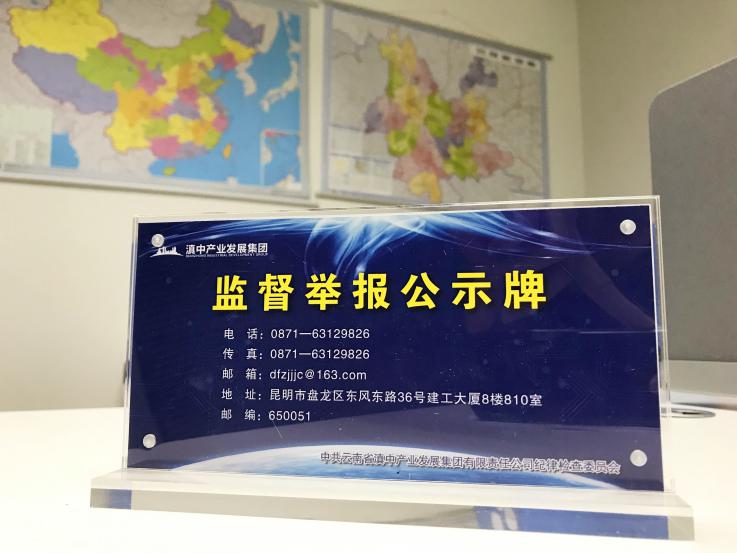 滇中产业发展集团
DIANZHONG INDUSTRIAL DEVELOPMENT GROUP
监督举报公示牌
电 话：0871—63129826
传 真：0871—63129826
邮 箱：dfzjjjc@163.com
地 址：昆明市盘龙区东风东路36号建工大厦8楼810室
邮 编：650051
中共云南省滇中产业发展集团有限责任公司纪律检查委员会